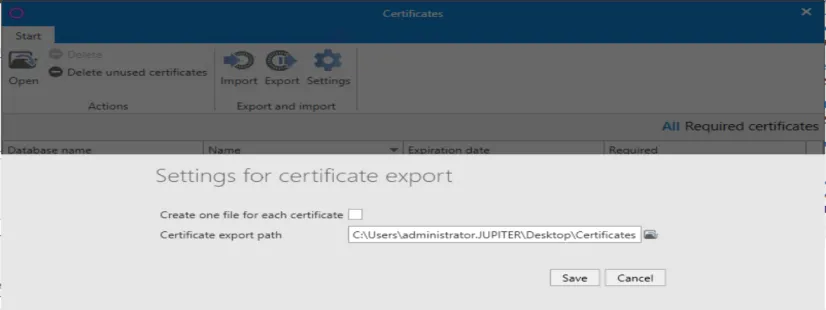 Certificates
Start
Open
Delete
Delete unused certificates
Import Export Settings
Actions
Export and import
All Required certificates
Database name Name Expiration date Required
Settings for certificate export
Create one file for each certificate
Certificate export path C:\Users\administrator.JUPITER\Desktop\Certificates
Save Cancel